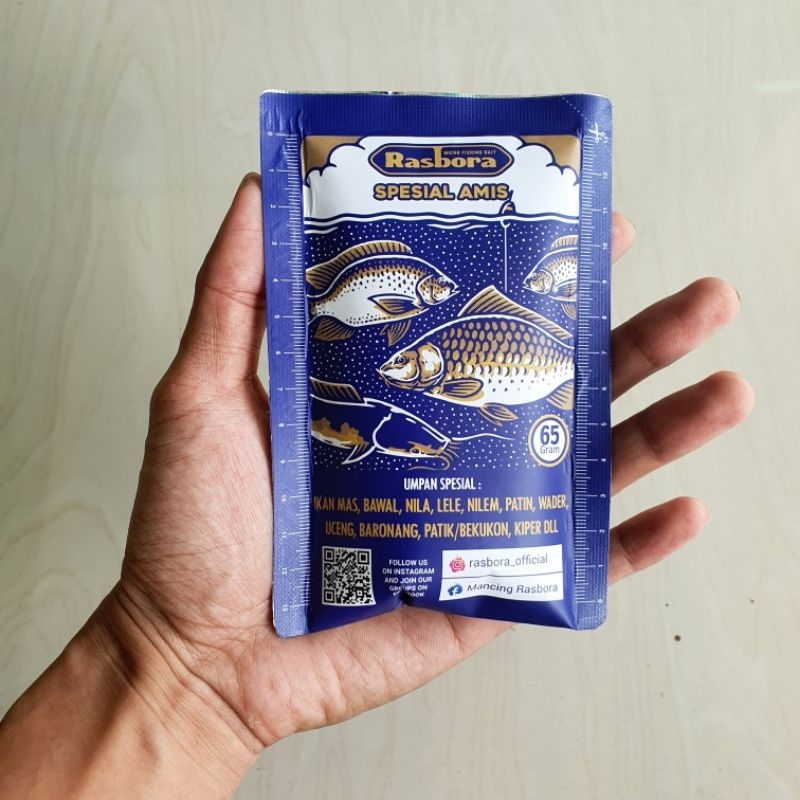 MICRO FISHING BAIT
Rasbora
SPESIAL AMIS
65
Gram
UMPAN SPESIAL :
IKAN MAS, BAWAL, NILA, LELE, NILEM, PATIN, WADER,
UCENG, BARONANG, PATIK/BEKUKON, KIPER DLL
FOLLOW US
ON INSTAGRAM
AND JOIN OUR
GROUPS ON
rasbora_official
Mancing Rasbora